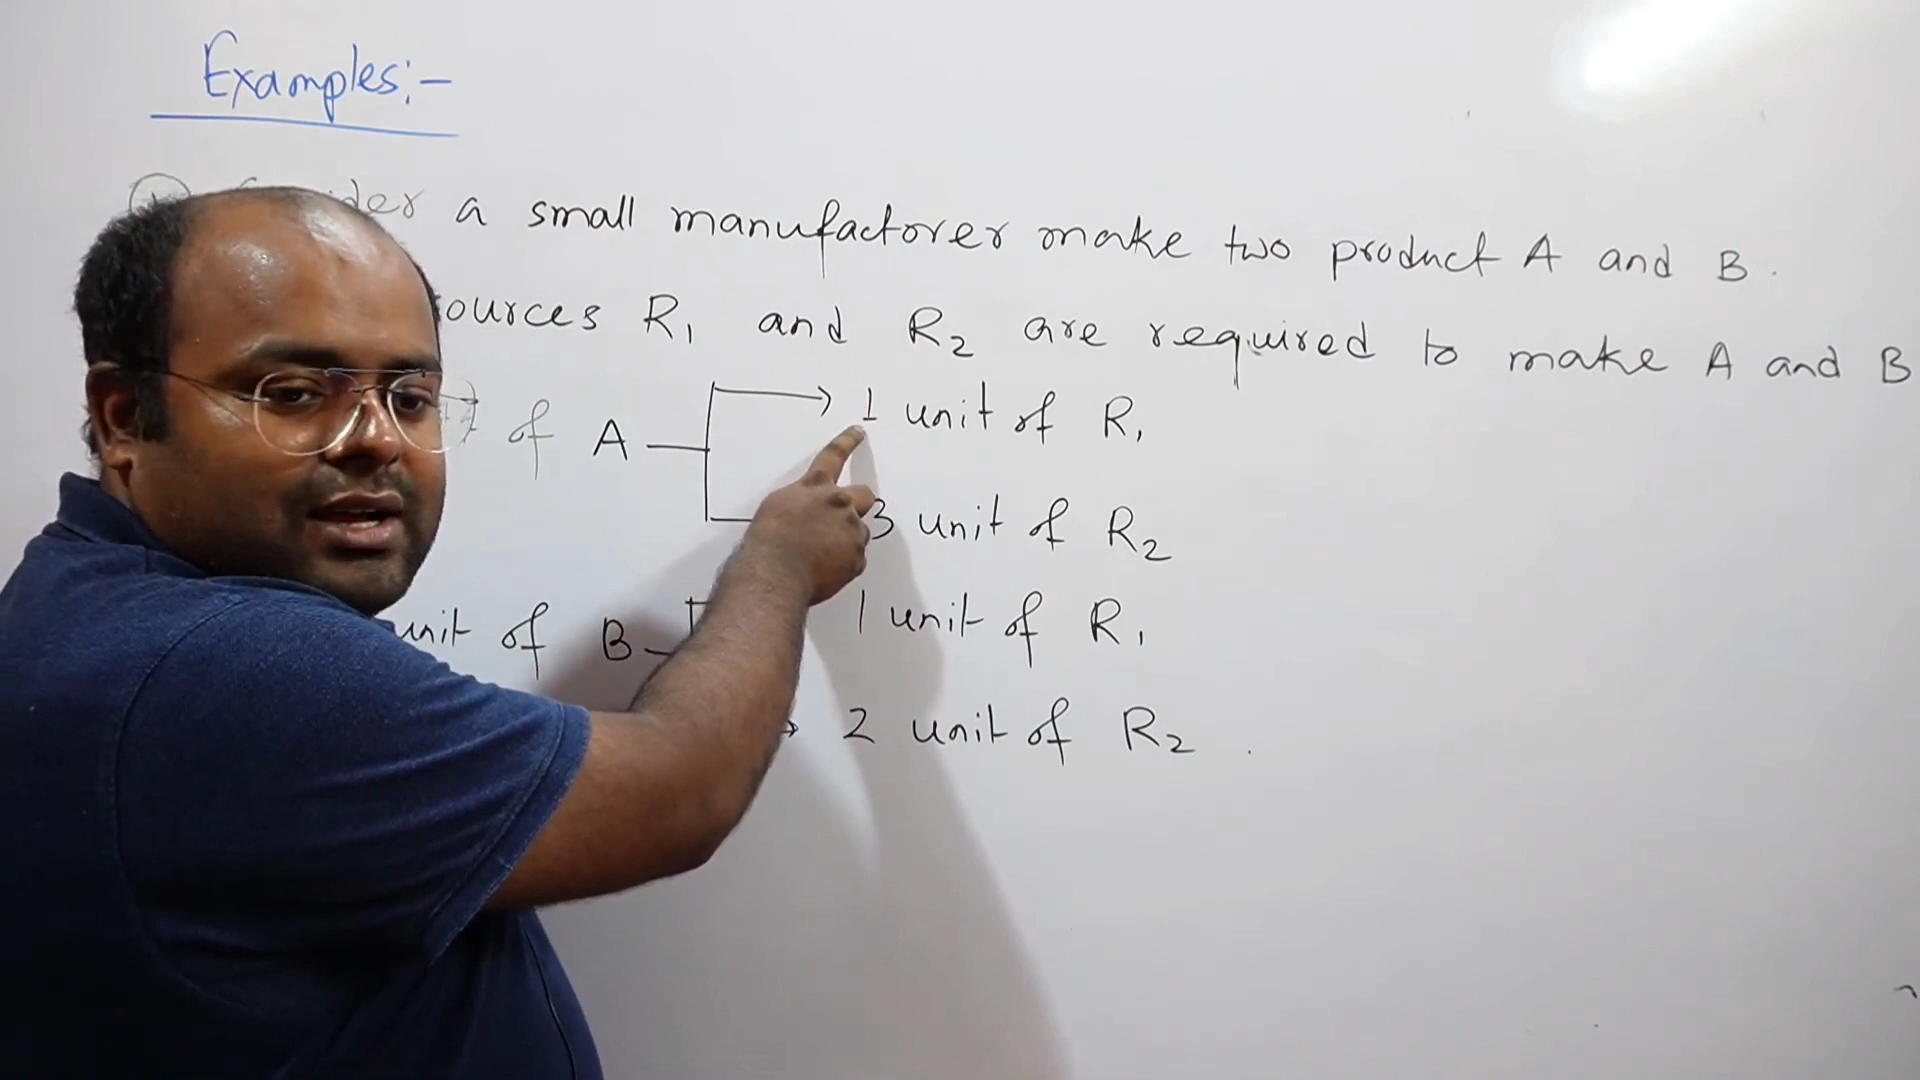 Examples:-
a small manufactorer make two product A and B.
R1 and R2 are required to make A and B
of A → 1 unit of R1
3 unit of R2
unit of B 1 unit of R1
→ 2 unit of R2.